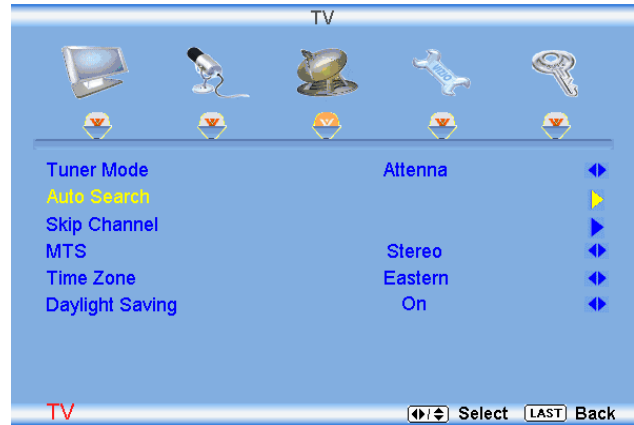 TV
VIZIO
Tuner Mode Attenna
Auto Search
Skip Channel
MTS Stereo
Time Zone Eastern
Daylight Saving On
TV Select LAST Back